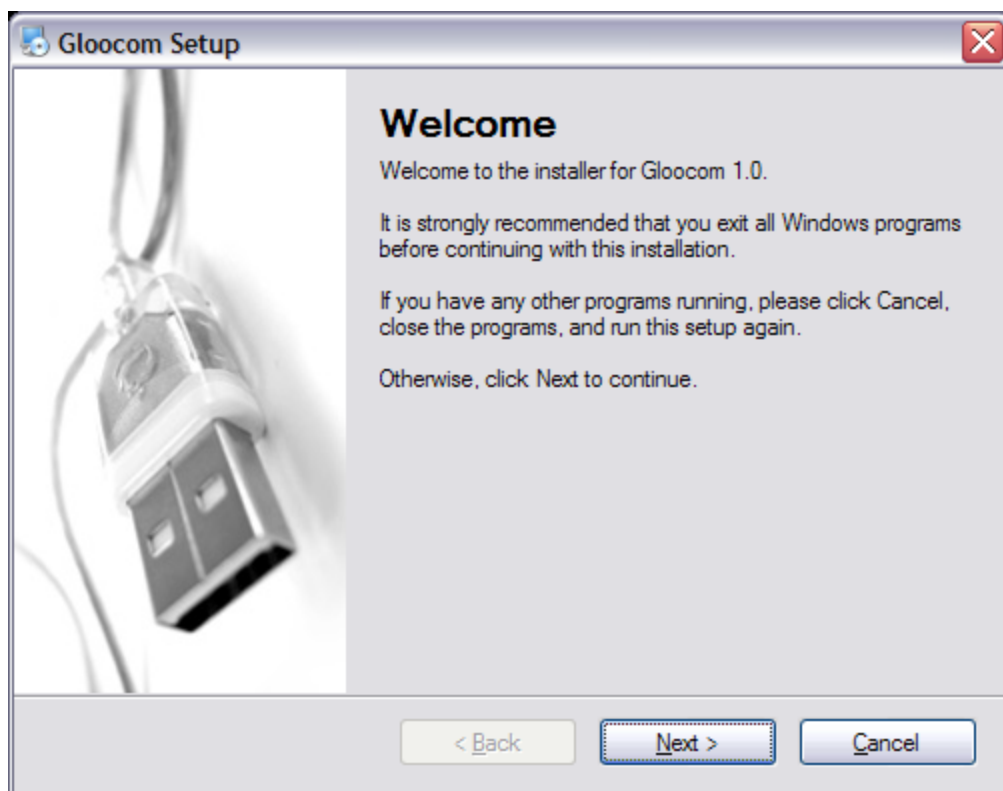 Gloocom Setup
Welcome
Welcome to the installer for Gloocom 1.0.
It is strongly recommended that you exit all Windows programs
before continuing with this installation.
If you have any other programs running, please click Cancel,
close the programs, and run this setup again.
Otherwise, click Next to continue.
< Back
Next >
Cancel